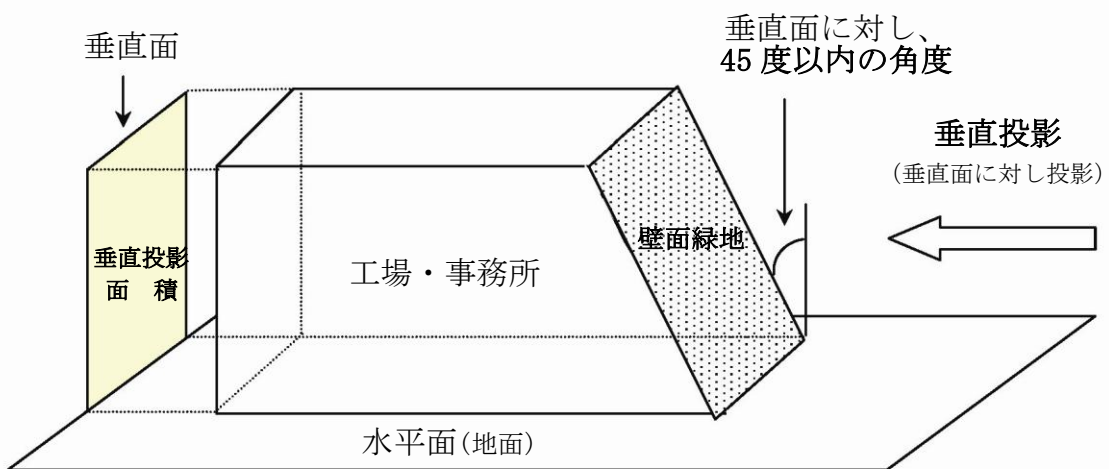 垂直面
垂直面に対し、
45 度以内の角度
垂直投影
(垂直面に対し投影)
垂直投影
面　積
工場・事務所
壁面緑地
水平面(地面)